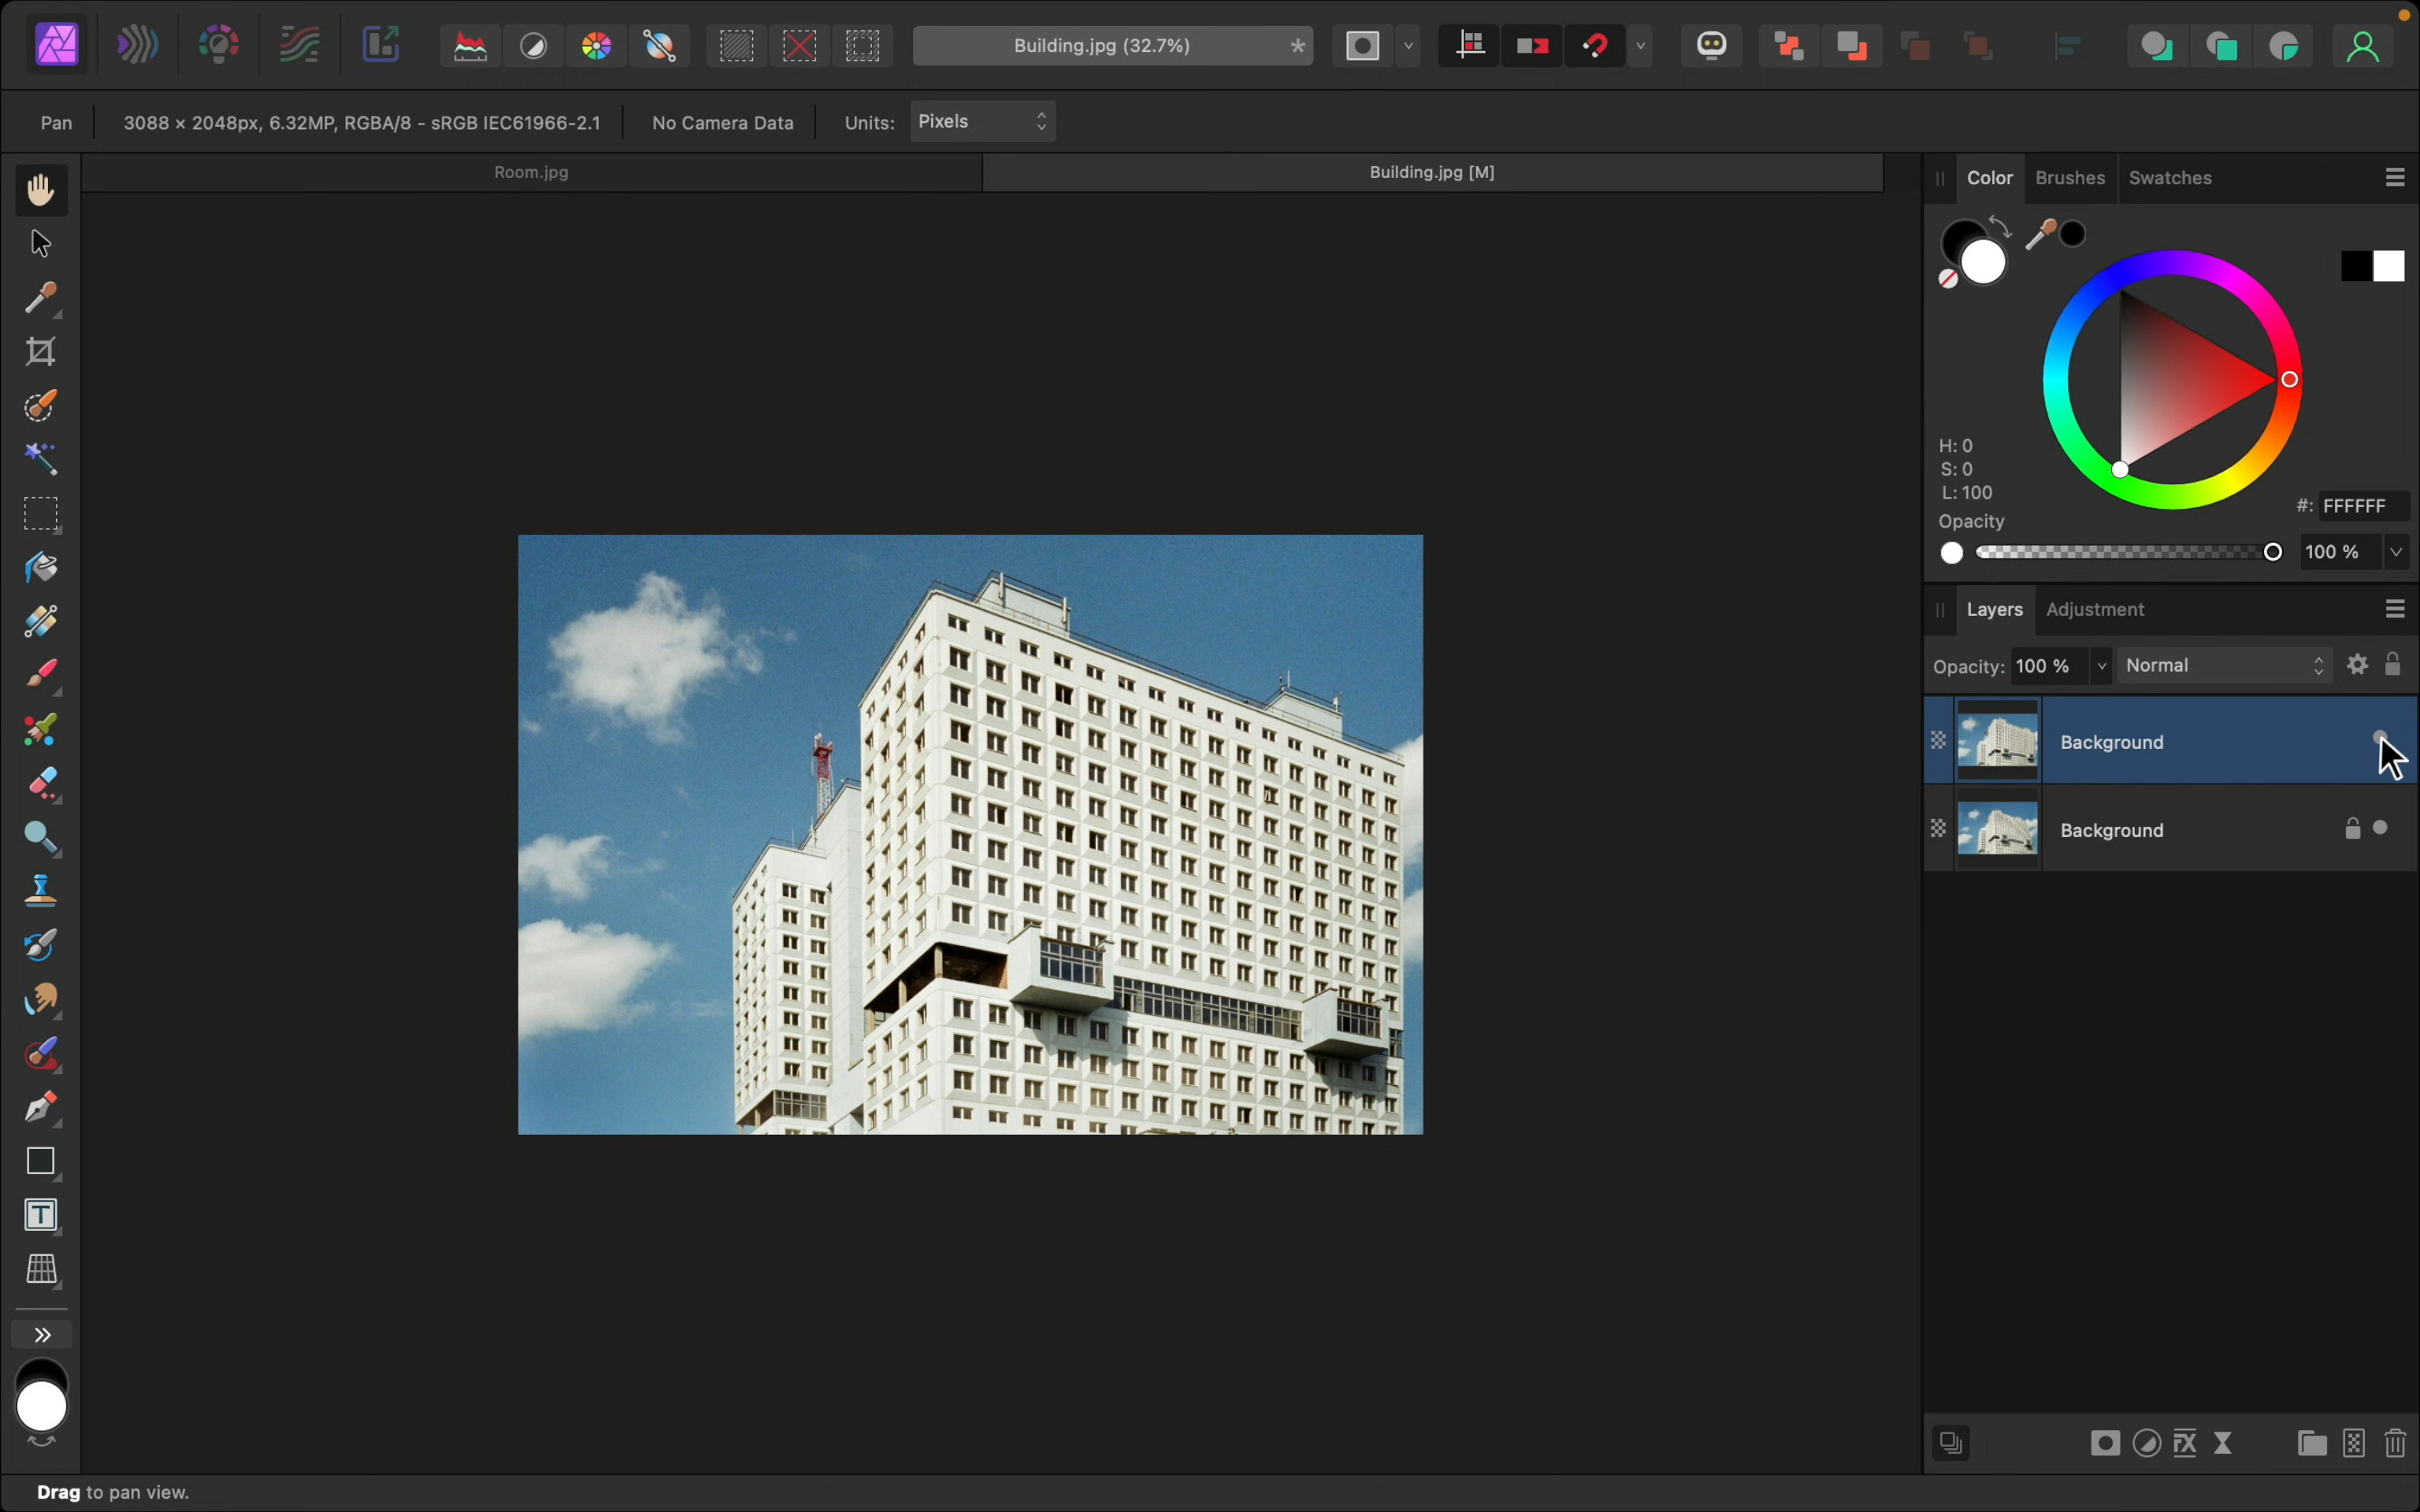 Building.jpg (32.7%)
*
Pan
3088 × 2048px, 6.32MP, RGBA/8 - sRGB IEC61966-2.1
No Camera Data
Units:
Pixels
Room.jpg
Building.jpg [M]
Color
Brushes
Swatches
H: 0
S: 0
L: 100
#:
FFFFFF
Opacity
100 %
Layers
Adjustment
Opacity:
100 %
Normal
Background
Background
T
FX
Drag to pan view.